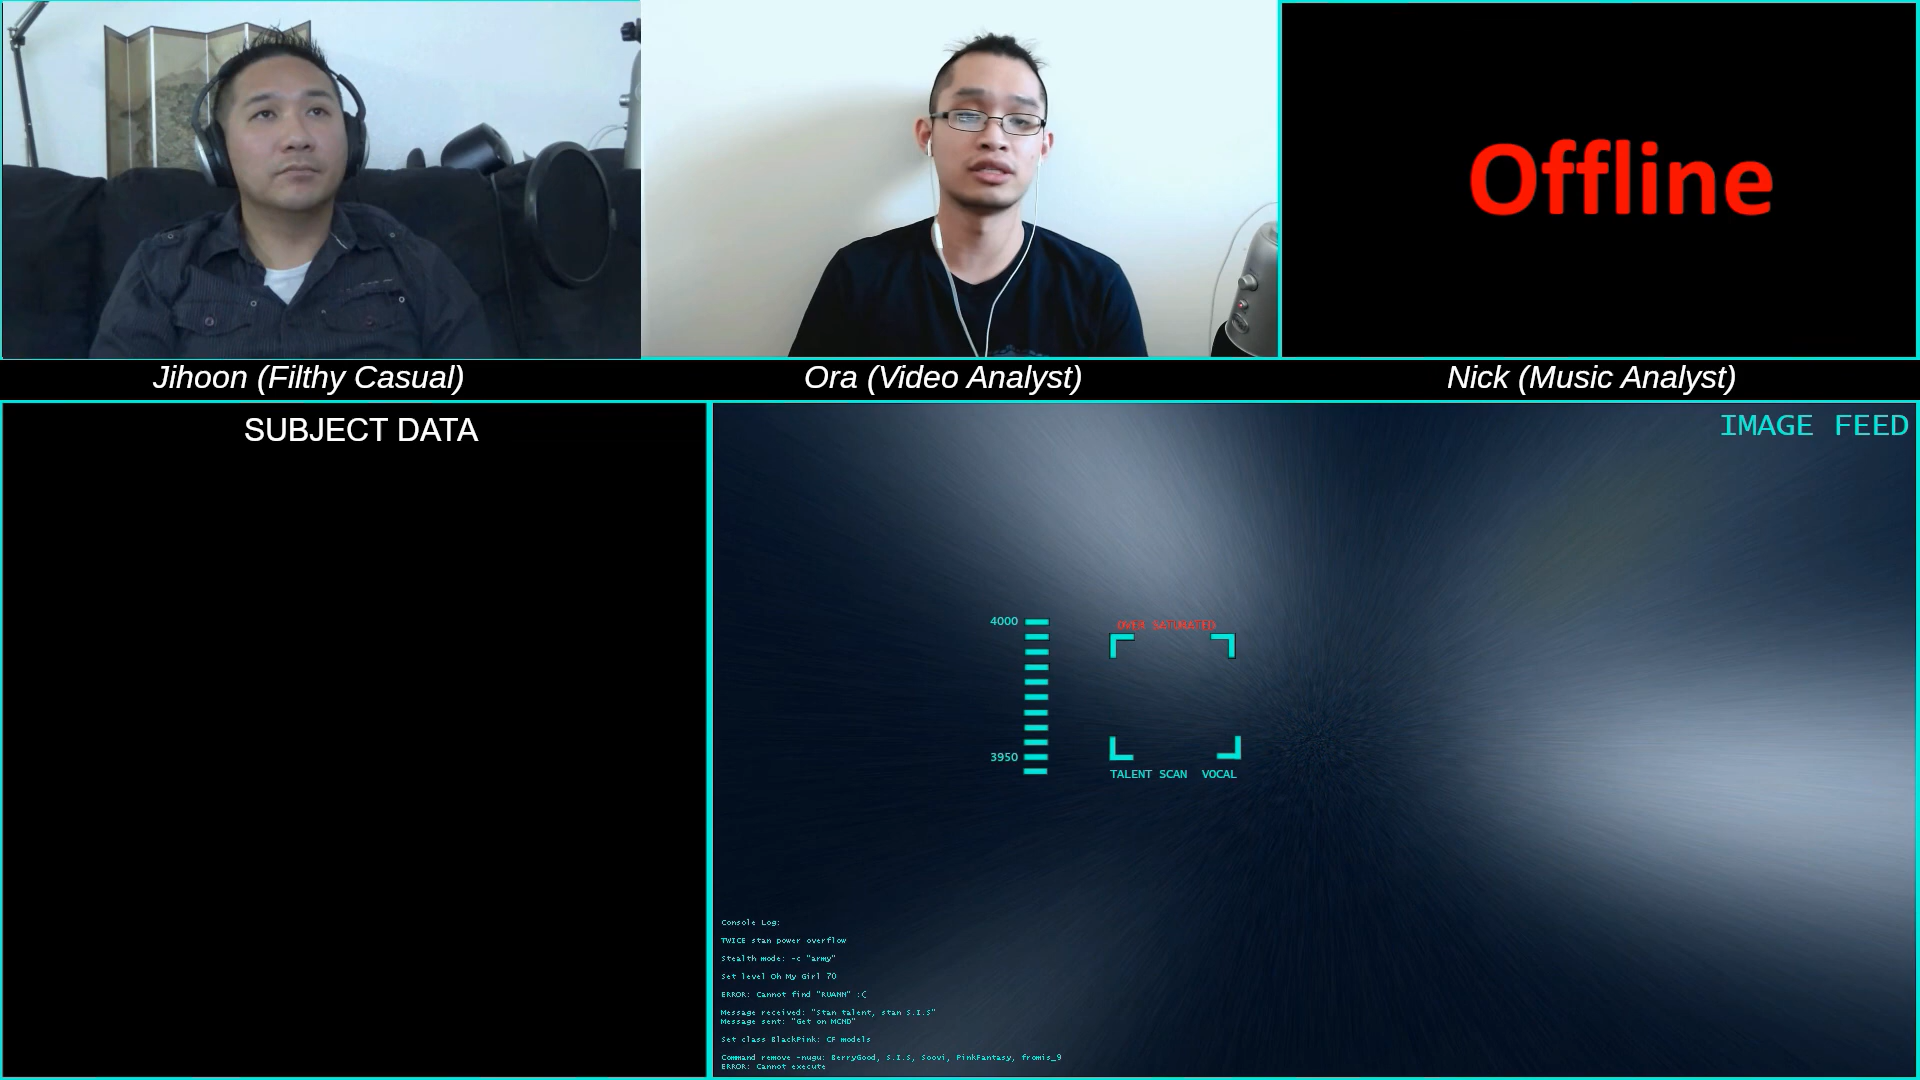 Offline
Jihoon (Filthy Casual)
Ora (Video Analyst)
Nick (Music Analyst)
SUBJECT DATA
IMAGE FEED
4000
OVER SATURATED
3950
TALENT SCAN VOCAL
Console Log:
TWICE stan power overflow
Stealth mode: -c "army"
Set level Oh My Girl 70
ERROR: Cannot find "RUANN" :(
Message received: "Stan talent, stan S.I.S"
Message sent: "Get on MCND"
Set class BlackPink: CF models
Command remove -nugu: BerryGood, S.I.S, Soovi, PinkFantasy, fromis_9
ERROR: Cannot execute